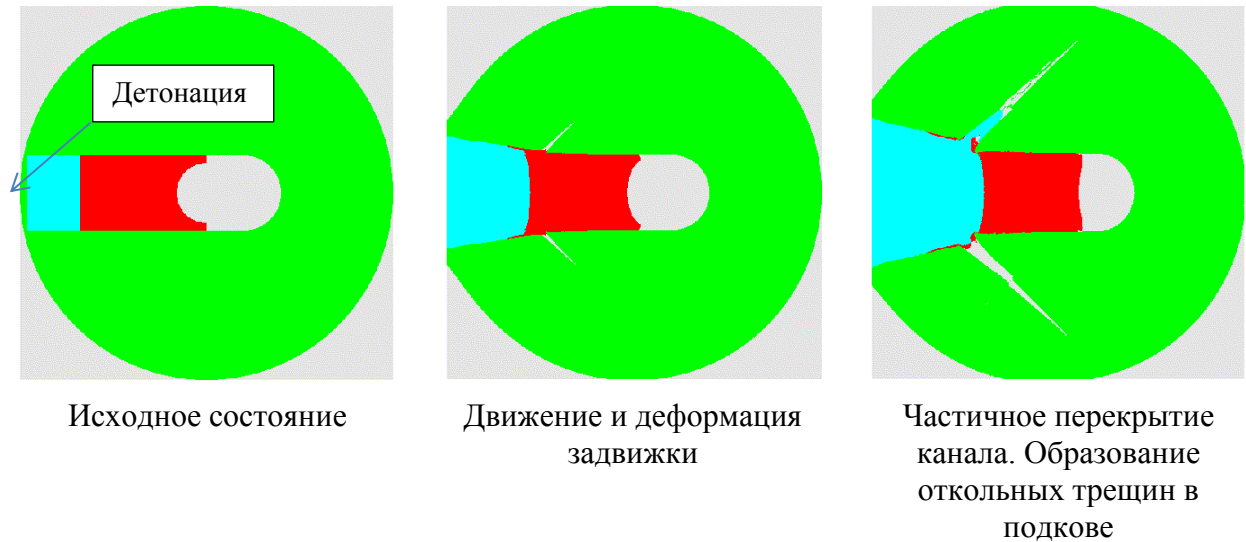 Детонация
Исходное состояние
Движение и деформация
задвижки
Частичное перекрытие
канала. Образование
откольных трещин в
подкове